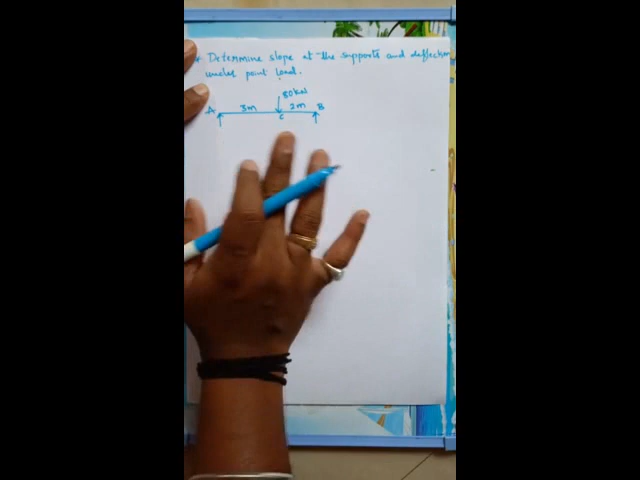 Determine slope at the supports and deflection
under point load.
80kN
A 3m 2m B
C